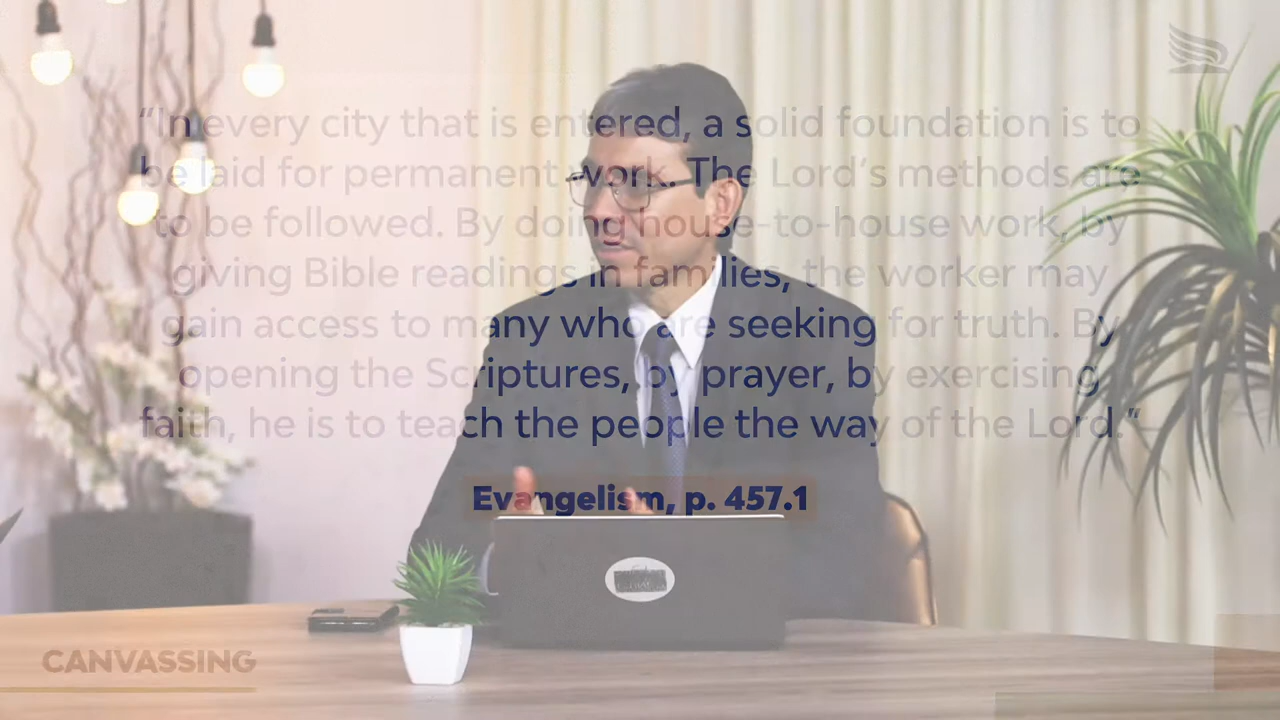 “In every city that is entered, a solid foundation is to
be laid for permanent work. The Lord’s methods are
to be followed. By doing house-to-house work, by
giving Bible readings in families, the worker may
gain access to many who are seeking for truth. By
opening the Scriptures, by prayer, by exercising
faith, he is to teach the people the way of the Lord.”
Evangelism, p. 457.1
CANVASSING